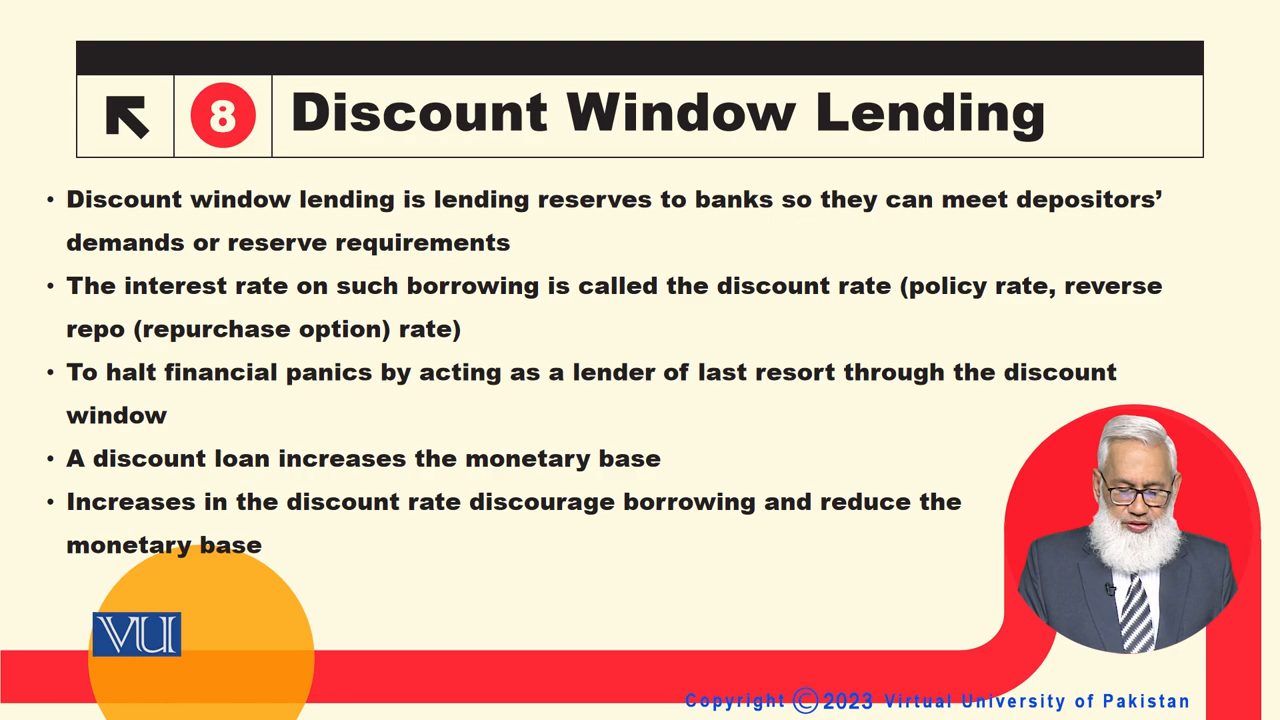 8
Discount Window Lending
• Discount window lending is lending reserves to banks so they can meet depositors’
demands or reserve requirements
• The interest rate on such borrowing is called the discount rate (policy rate, reverse
repo (repurchase option) rate)
• To halt financial panics by acting as a lender of last resort through the discount
window
• A discount loan increases the monetary base
• Increases in the discount rate discourage borrowing and reduce the
monetary base
VU
Copyright © 2023 Virtual University of Pakistan